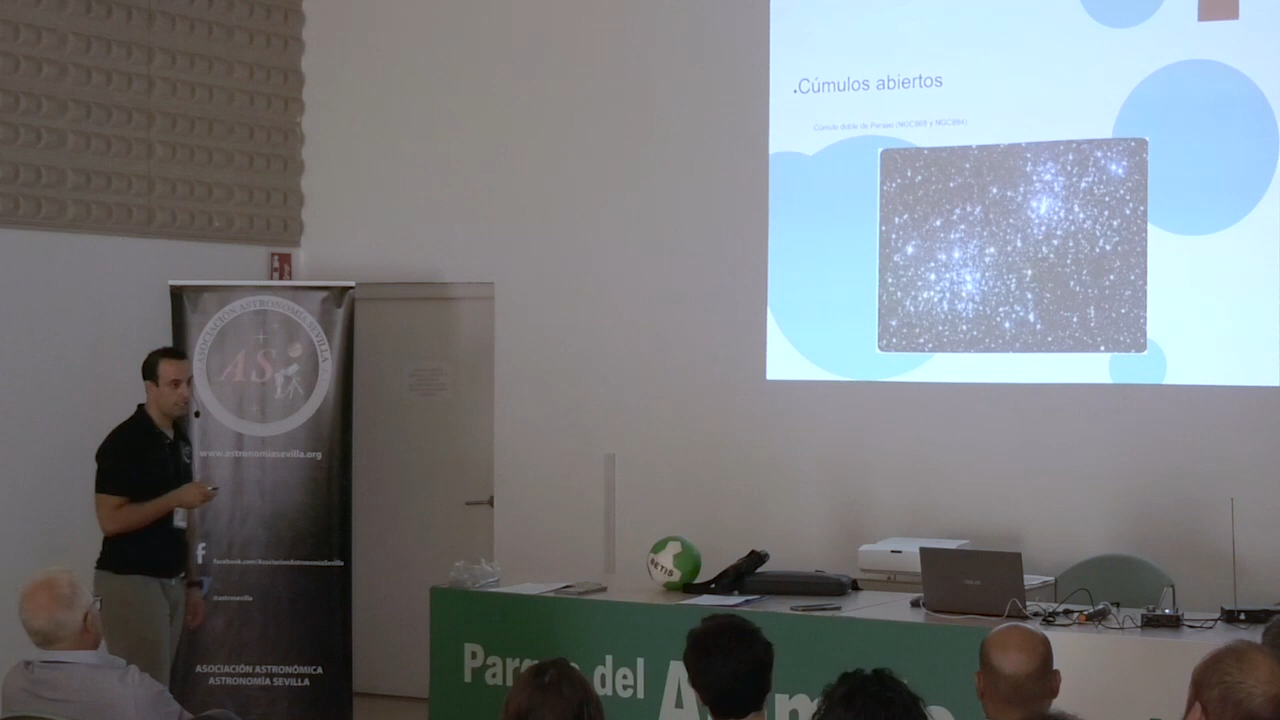 .Cúmulos abiertos
Cúmulo doble de Perseo (NGC869 y NGC884)
ASOCIACIÓN ASTRONOMÍA SEVILLA
AS
www.astronomiasevilla.org
f
facebook.com/AsociacionAstronomiaSevilla
@astrosevilla
ASOCIACIÓN ASTRONÓMICA
ASTRONOMÍA SEVILLA
BETIS
del